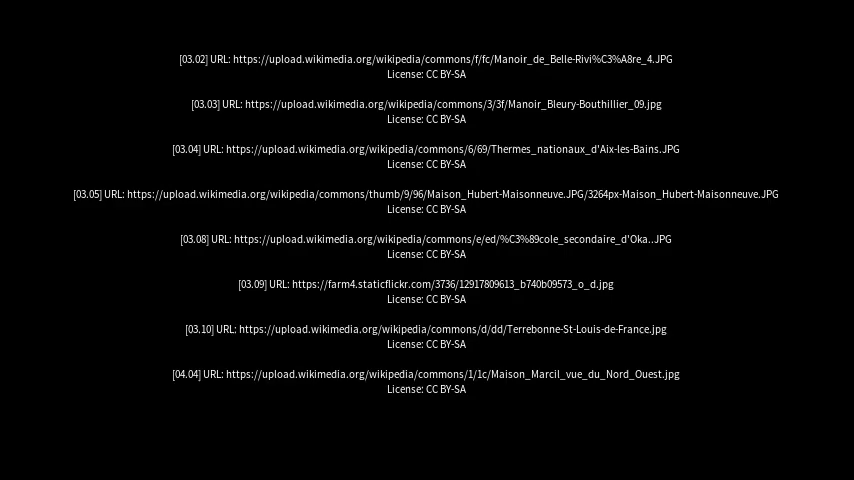 [03.02] URL: https://upload.wikimedia.org/wikipedia/commons/f/fc/Manoir_de_Belle-Rivi%C3%A8re_4.JPG
License: CC BY-SA
[03.03] URL: https://upload.wikimedia.org/wikipedia/commons/3/3f/Manoir_Bleury-Bouthillier_09.jpg
License: CC BY-SA
[03.04] URL: https://upload.wikimedia.org/wikipedia/commons/6/69/Thermes_nationaux_d'Aix-les-Bains.JPG
License: CC BY-SA
[03.05] URL: https://upload.wikimedia.org/wikipedia/commons/thumb/9/96/Maison_Hubert-Maisonneuve.JPG/3264px-Maison_Hubert-Maisonneuve.JPG
License: CC BY-SA
[03.08] URL: https://upload.wikimedia.org/wikipedia/commons/e/ed/%C3%89cole_secondaire_d'Oka..JPG
License: CC BY-SA
[03.09] URL: https://farm4.staticflickr.com/3736/12917809613_b740b09573_o_d.jpg
License: CC BY-SA
[03.10] URL: https://upload.wikimedia.org/wikipedia/commons/d/dd/Terrebonne-St-Louis-de-France.jpg
License: CC BY-SA
[04.04] URL: https://upload.wikimedia.org/wikipedia/commons/1/1c/Maison_Marcil_vue_du_Nord_Ouest.jpg
License: CC BY-SA